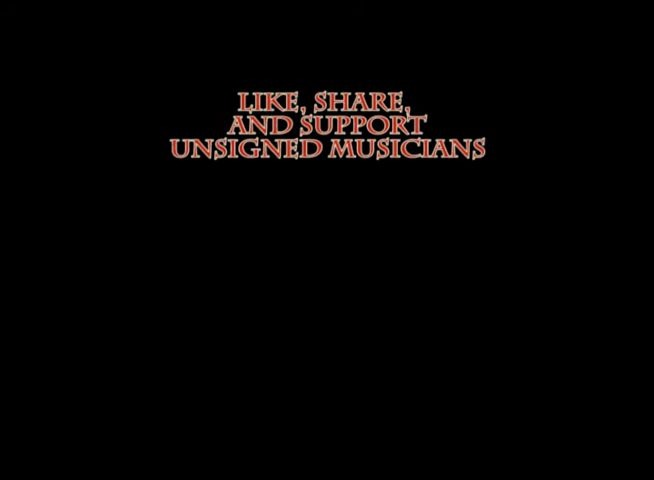 LIKE, SHARE,
AND SUPPORT
UNSIGNED MUSICIANS